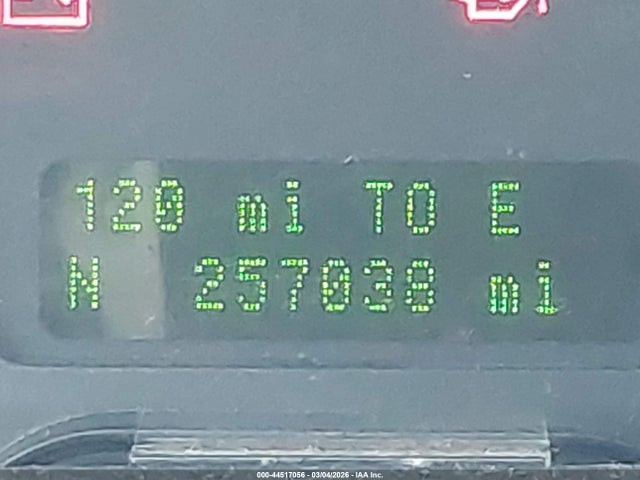 120 mi TO E
N 257038 mi
000-44517056 - 03/04/2026 - IAA Inc.